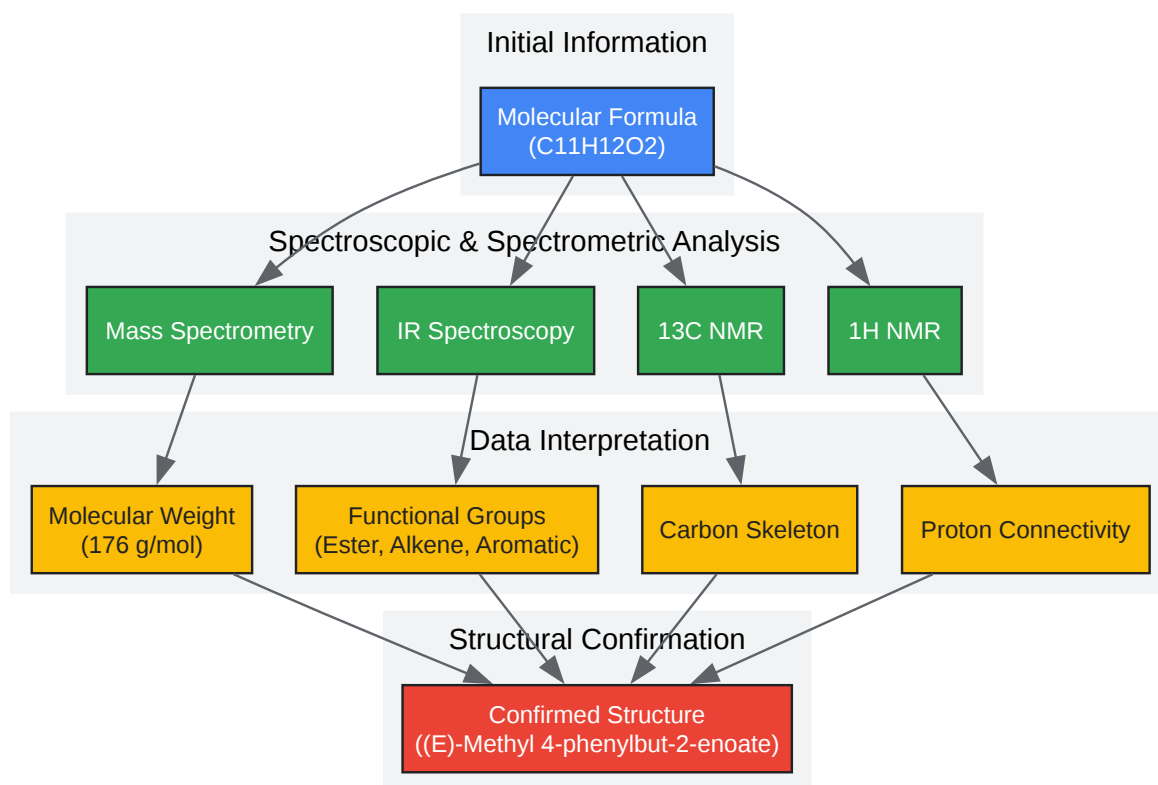 Initial Information
Molecular Formula
(C11H12O2)
Spectroscopic & Spectrometric Analysis
Mass Spectrometry
IR Spectroscopy
13C NMR
1H NMR
Data Interpretation
Molecular Weight
(176 g/mol)
Functional Groups
(Ester, Alkene, Aromatic)
Carbon Skeleton
Proton Connectivity
Structural Confirmation
Confirmed Structure
((E)-Methyl 4-phenylbut-2-enoate)